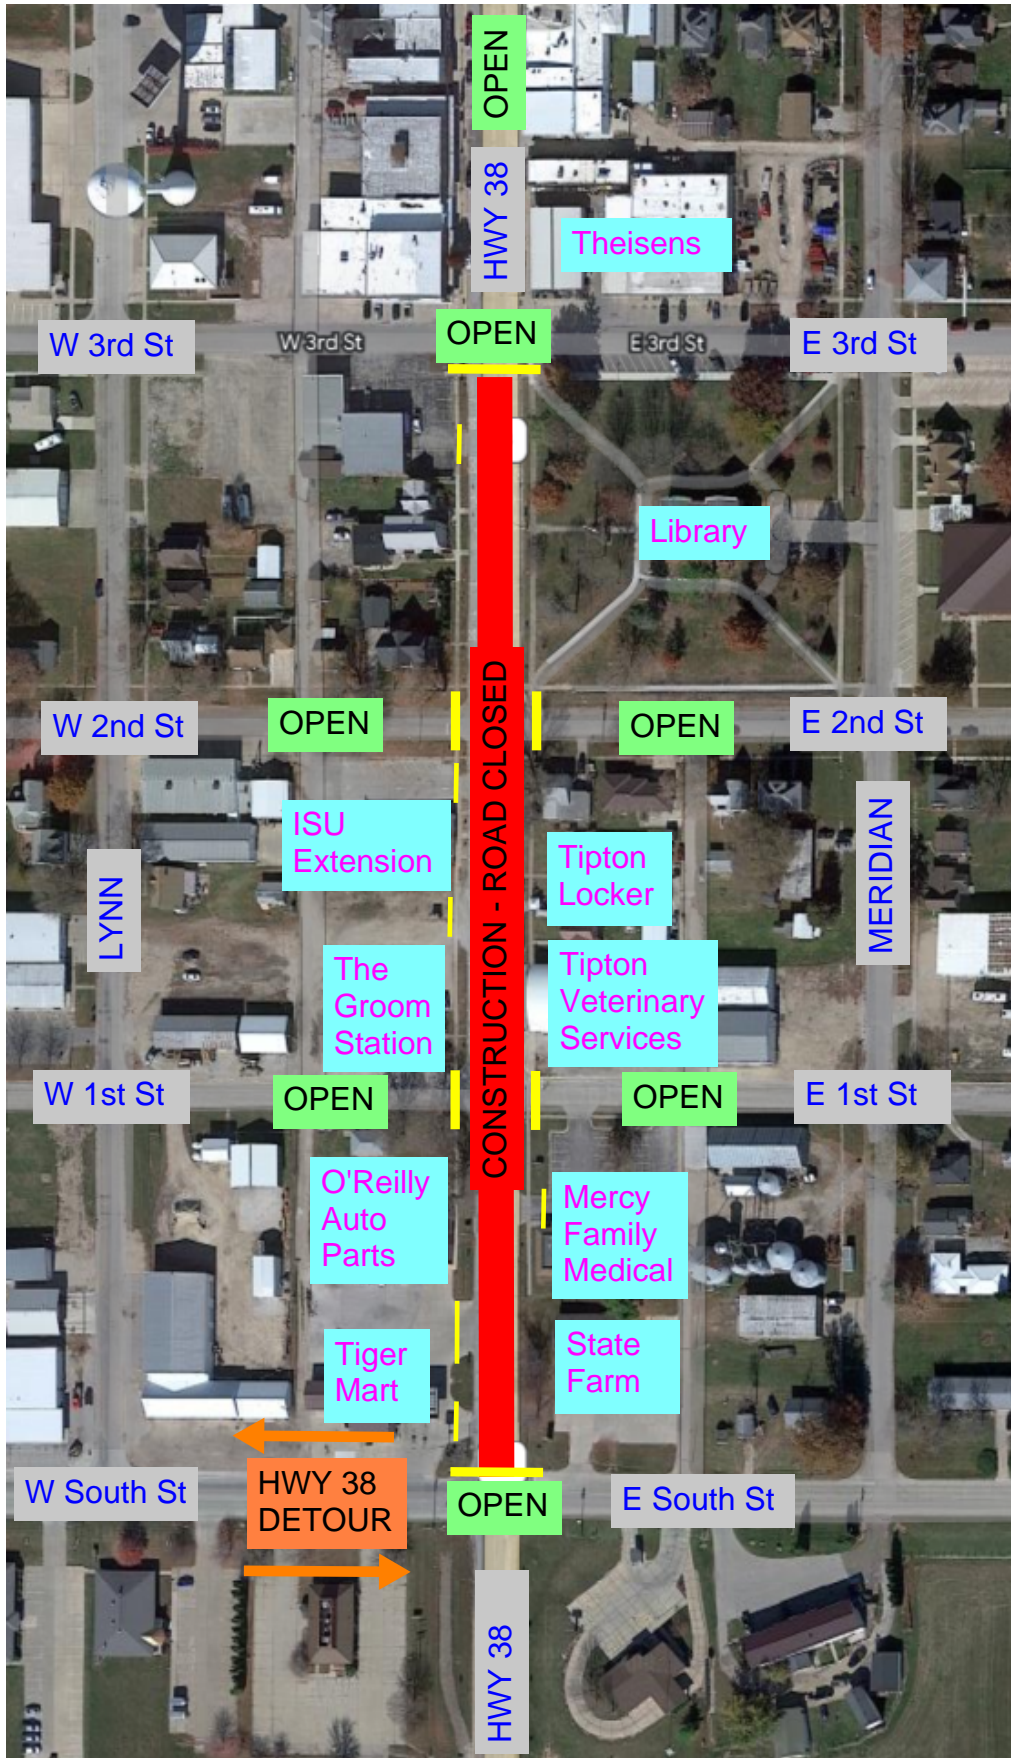 OPEN
HWY 38
Theisens
W 3rd St
W 3rd St
OPEN
E 3rd St
E 3rd St
Library
W 2nd St
OPEN
CONSTRUCTION - ROAD CLOSED
OPEN
E 2nd St
ISU
Extension
Tipton
Locker
LYNN
MERIDIAN
The
Groom
Station
Tipton
Veterinary
Services
W 1st St
OPEN
OPEN
E 1st St
O'Reilly
Auto
Parts
Mercy
Family
Medical
Tiger
Mart
State
Farm
W South St
HWY 38
DETOUR
OPEN
E South St
HWY 38